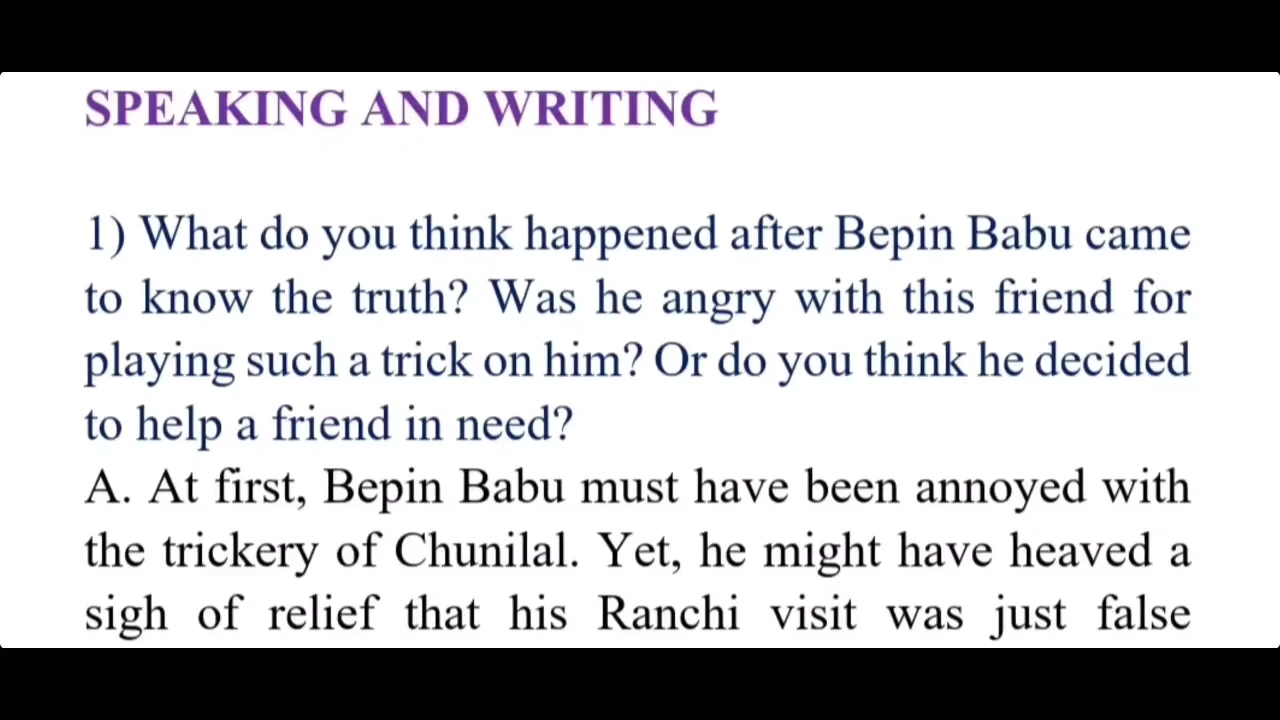 SPEAKING AND WRITING
1) What do you think happened after Bepin Babu came
to know the truth? Was he angry with this friend for
playing such a trick on him? Or do you think he decided
to help a friend in need?
A. At first, Bepin Babu must have been annoyed with
the trickery of Chunilal. Yet, he might have heaved a
sigh of relief that his Ranchi visit was just false